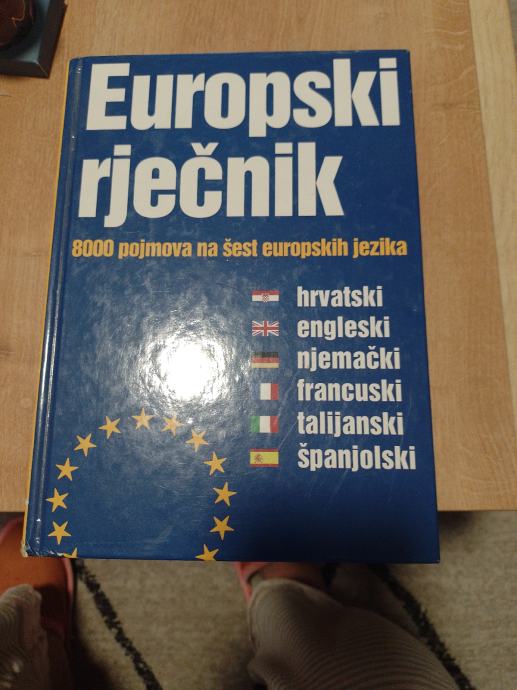 Europski
rječnik
8000 pojmova na šest europskih jezika
hrvatski
engleski
njemački
francuski
talijanski
španjolski